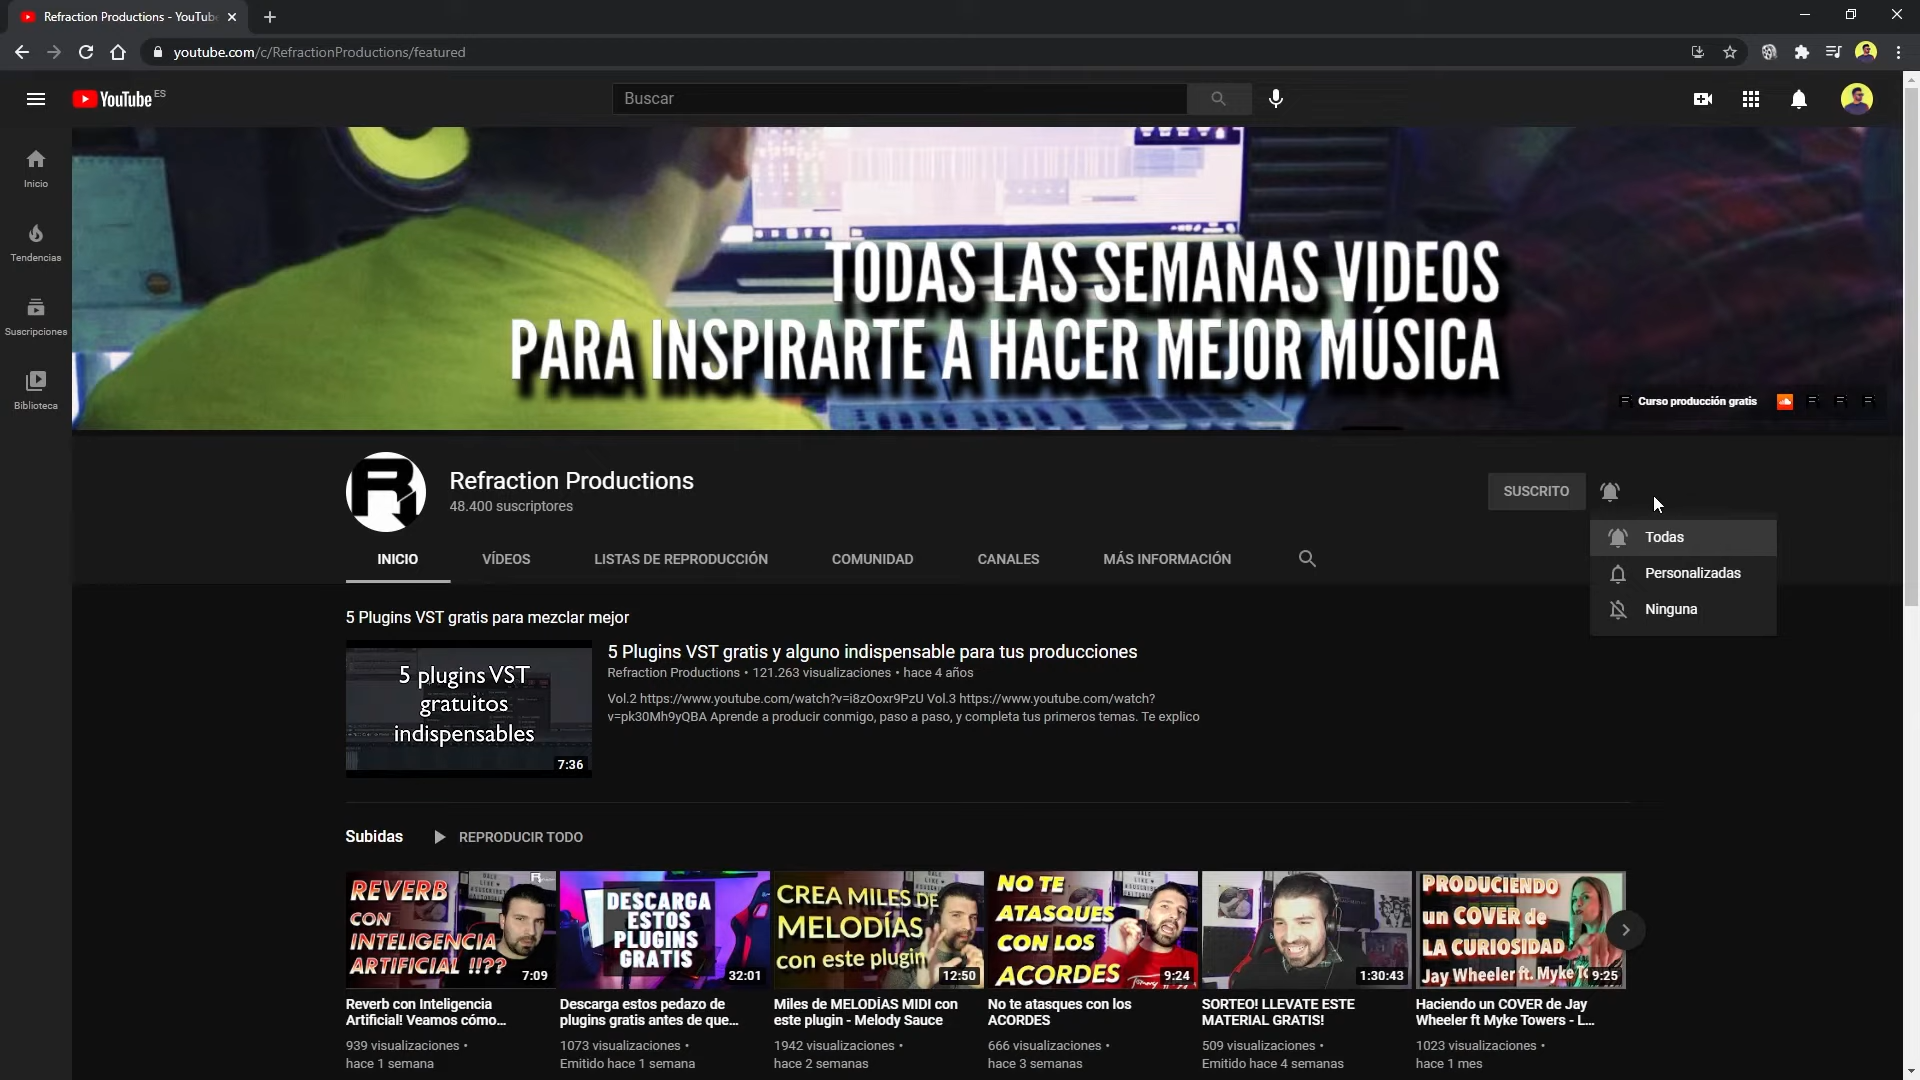 Refraction Productions - YouTube
youtube.com/c/RefractionProductions/featured
YouTube ES
Buscar
Inicio
Tendencias
Suscripciones
Biblioteca
TODAS LAS SEMANAS VIDEOS
PARA INSPIRARTE A HACER MEJOR MÚSICA
Curso producción gratis
Refraction Productions
48.400 suscriptores
SUSCRITO
Todas
Personalizadas
Ninguna
INICIO VÍDEOS LISTAS DE REPRODUCCIÓN COMUNIDAD CANALES MÁS INFORMACIÓN
5 Plugins VST gratis para mezclar mejor
5 plugins VST
gratuitos
indispensables
7:36
5 Plugins VST gratis y alguno indispensable para tus producciones
Refraction Productions • 121.263 visualizaciones • hace 4 años
Vol.2 https://www.youtube.com/watch?v=i8zOoxr9PzU Vol.3 https://www.youtube.com/watch?
v=pk30Mh9yQBA Aprende a producir conmigo, paso a paso, y completa tus primeros temas. Te explico
Subidas REPRODUCIR TODO
REVERB
CON
INTELIGENCIA
ARTIFICIAL !!??
7:09
Reverb con Inteligencia
Artificial! Veamos cómo...
939 visualizaciones •
hace 1 semana
DESCARGA
ESTOS
PLUGINS
GRATIS
32:01
Descarga estos pedazo de
plugins gratis antes de que...
1073 visualizaciones •
Emitido hace 1 semana
CREA MILES DE
MELODÍAS
con este plugin
12:50
Miles de MELODÍAS MIDI con
este plugin - Melody Sauce
1942 visualizaciones •
hace 2 semanas
NO TE
ATASQUES
CON LOS
ACORDES
9:24
No te atasques con los
ACORDES
666 visualizaciones •
hace 3 semanas
1:30:43
SORTEO! LLEVATE ESTE
MATERIAL GRATIS!
509 visualizaciones •
Emitido hace 4 semanas
PRODUCIENDO
un COVER de
LA CURIOSIDAD
Jay Wheeler ft. Myke
9:25
Haciendo un COVER de Jay
Wheeler ft Myke Towers - L...
1023 visualizaciones •
hace 1 mes